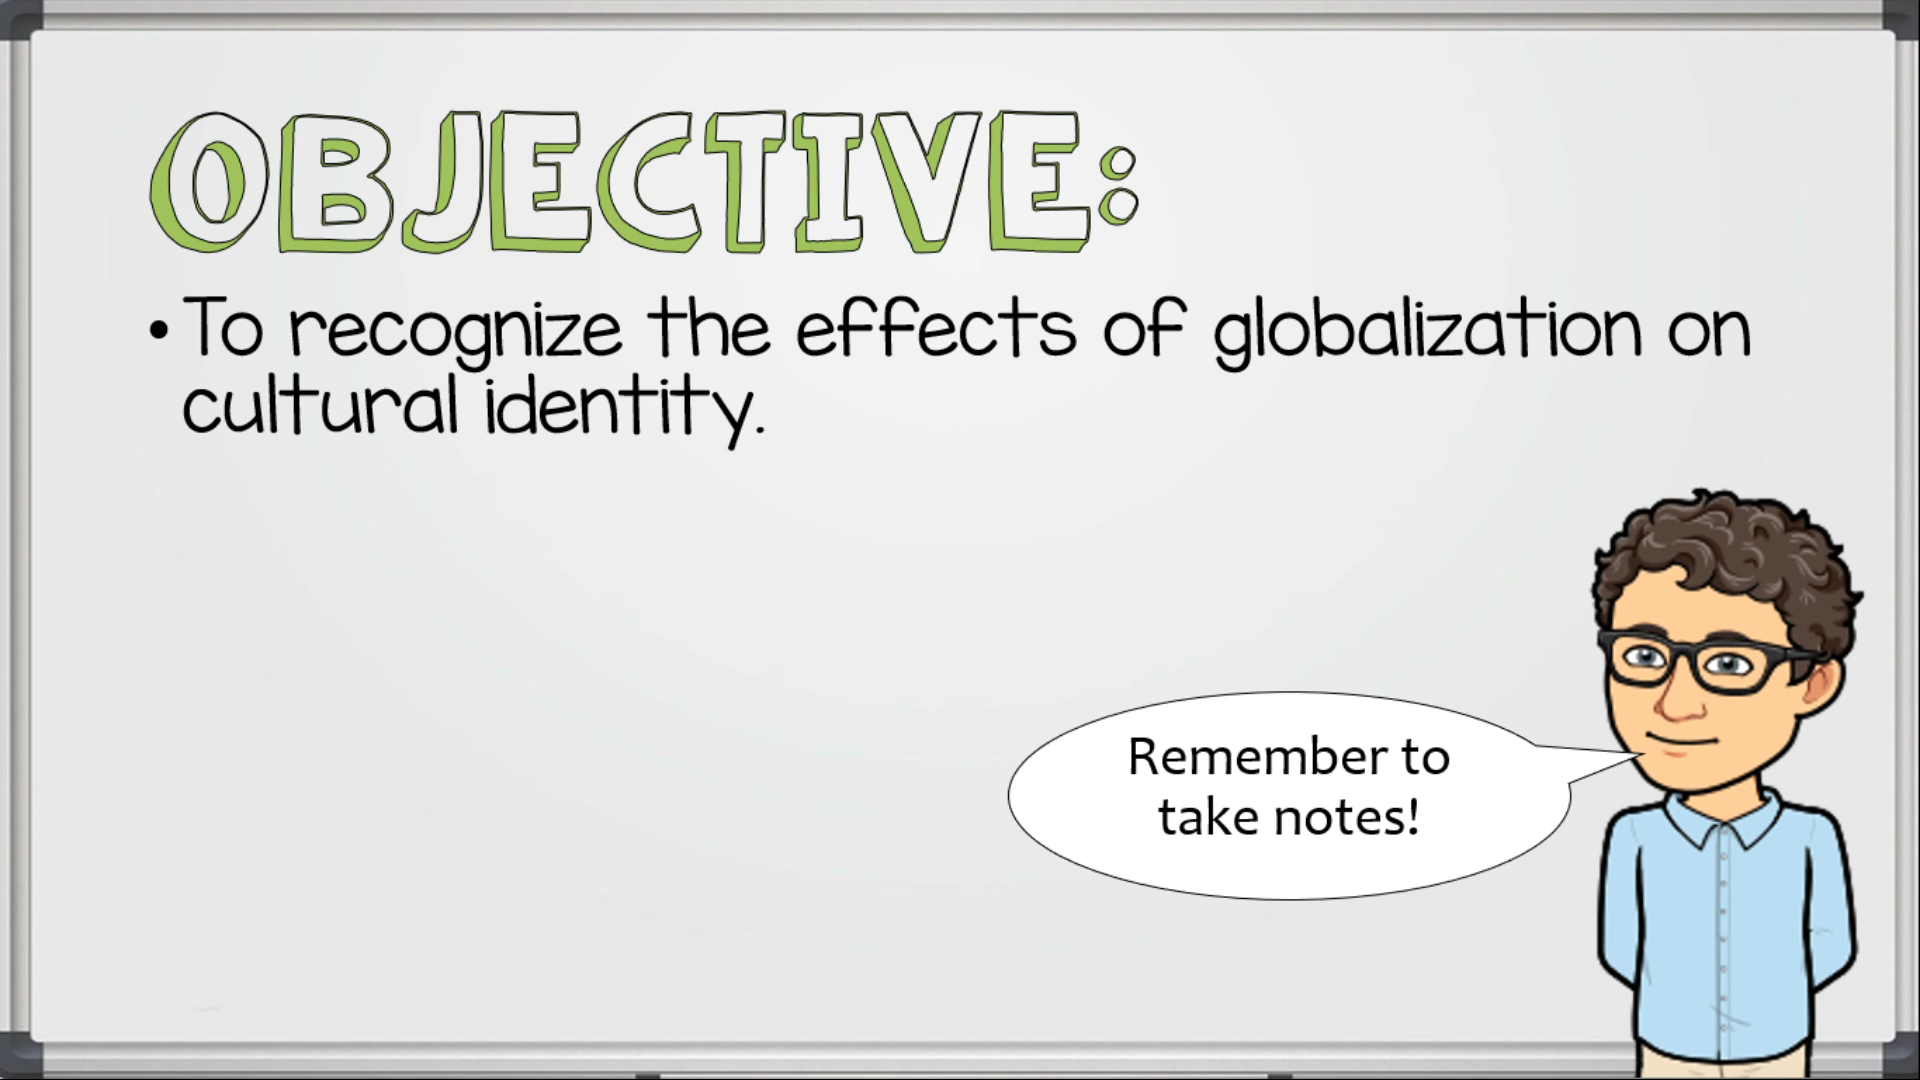 OBJECTIVE:
•To recognize the effects of globalization on
cultural identity.
Remember to
take notes!